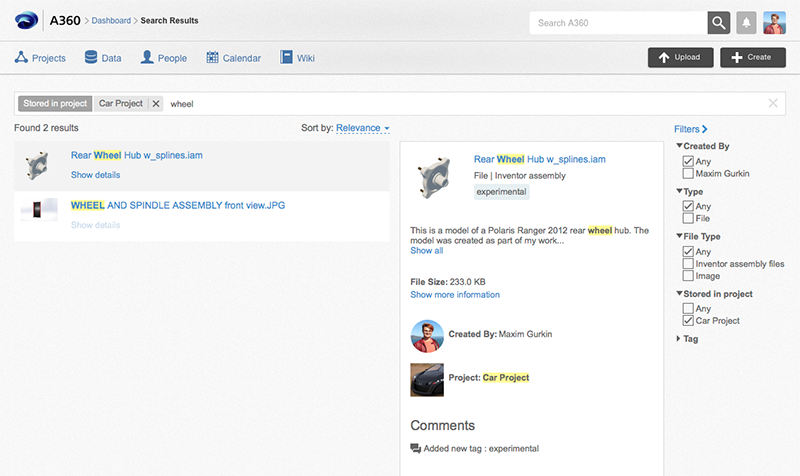 A360 Dashboard Search Results
Search A360
Projects Data People Calendar Wiki
Upload Create
Stored in project Car Project wheel
Found 2 results Sort by: Relevance
Rear Wheel Hub w_splines.iam
Show details
WHEEL AND SPINDLE ASSEMBLY front view.JPG
Show details
Rear Wheel Hub w_splines.iam
File | Inventor assembly
experimental
This is a model of a Polaris Ranger 2012 rear wheel hub. The
model was created as part of my work...
Show all
File Size: 233.0 KB
Show more information
Created By: Maxim Gurkin
Project: Car Project
Comments
Added new tag : experimental
Filters
Created By
Any
Maxim Gurkin
Type
Any
File
File Type
Any
Inventor assembly files
Image
Stored in project
Any
Car Project
Tag